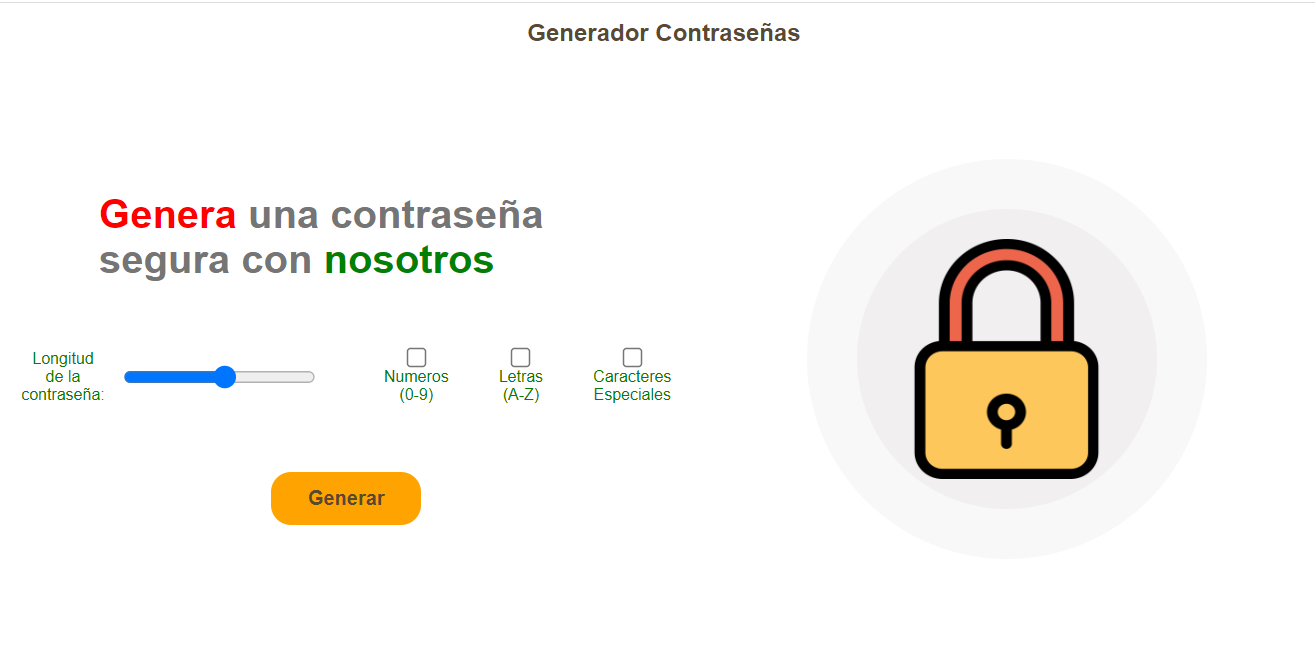 Generador Contraseñas
Genera una contraseña
segura con nosotros
Longitud
de la
contraseña:
Numeros
(0-9)
Letras
(A-Z)
Caracteres
Especiales
Generar